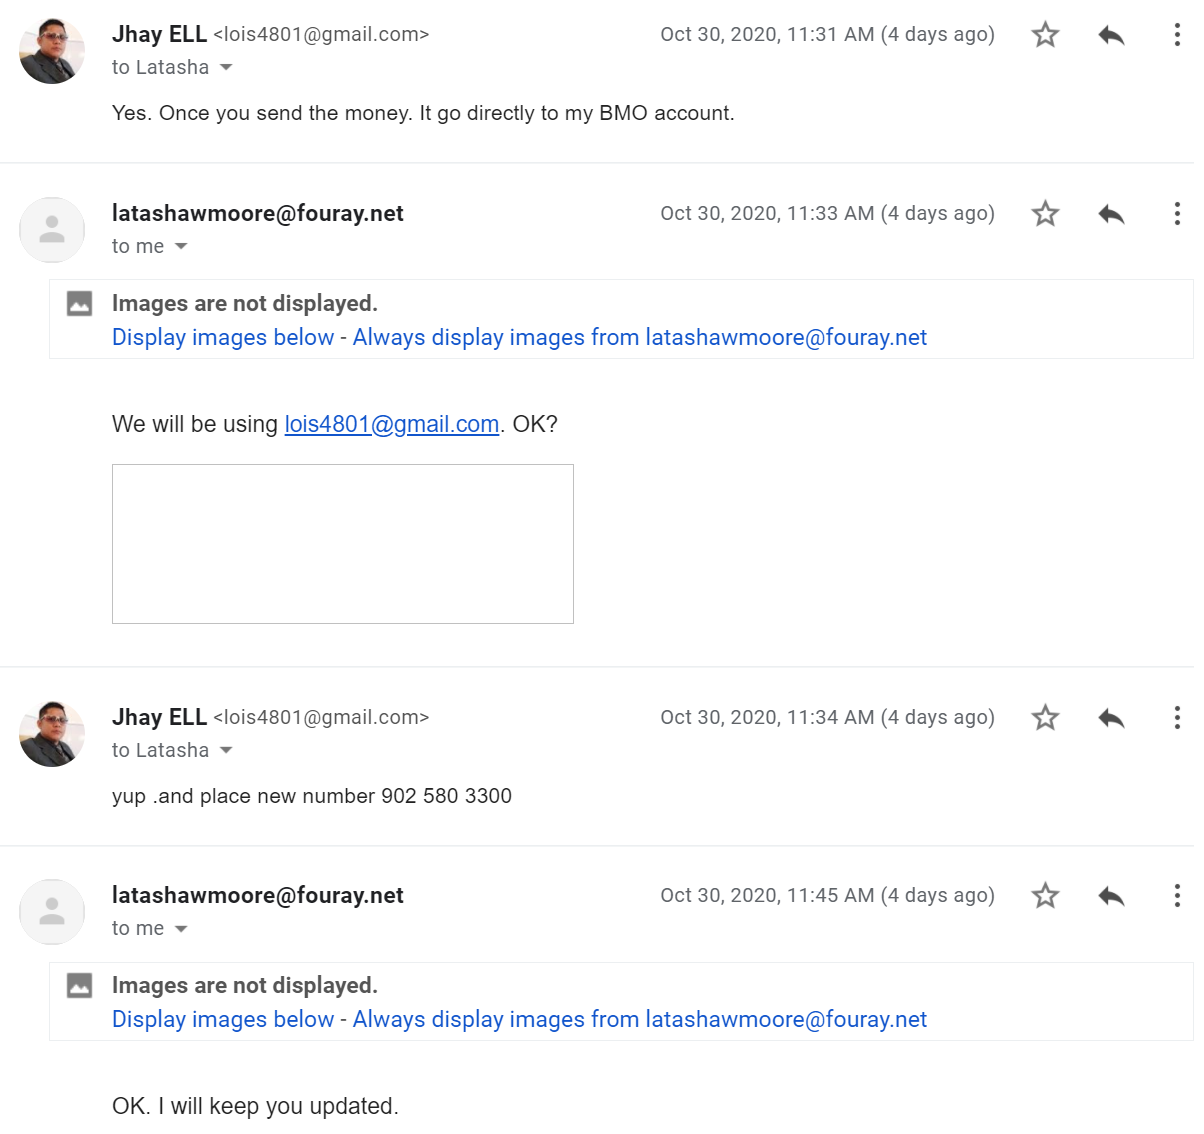 Jhay ELL <lois4801@gmail.com> Oct 30, 2020, 11:31 AM (4 days ago)
to Latasha
Yes. Once you send the money. It go directly to my BMO account.
latashawmoore@fouray.net Oct 30, 2020, 11:33 AM (4 days ago)
to me
Images are not displayed.
Display images below - Always display images from latashawmoore@fouray.net
We will be using lois4801@gmail.com. OK?
Jhay ELL <lois4801@gmail.com> Oct 30, 2020, 11:34 AM (4 days ago)
to Latasha
yup .and place new number 902 580 3300
latashawmoore@fouray.net Oct 30, 2020, 11:45 AM (4 days ago)
to me
Images are not displayed.
Display images below - Always display images from latashawmoore@fouray.net
OK. I will keep you updated.